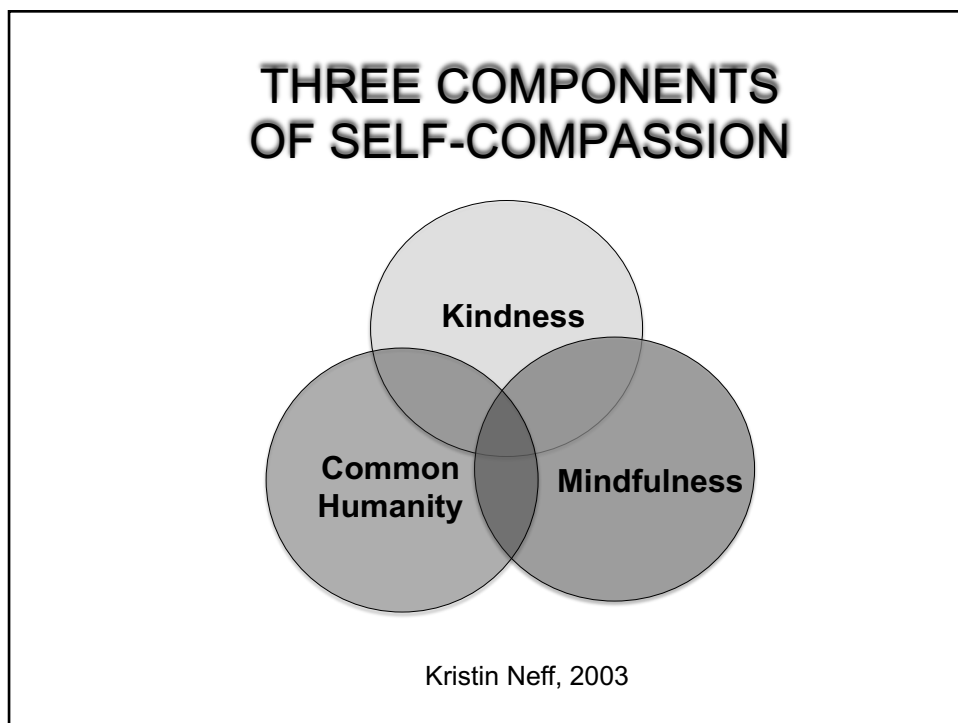 THREE COMPONENTS
OF SELF-COMPASSION
Kindness
Common
Humanity
Mindfulness
Kristin Neff, 2003